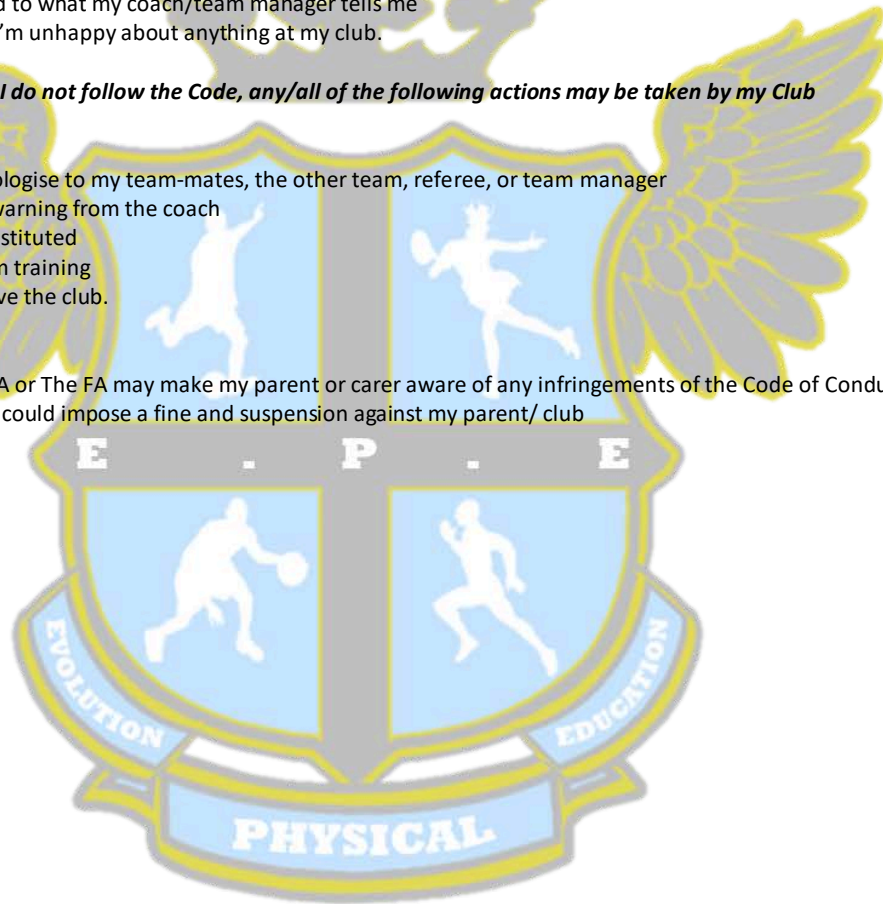 d to what my coach/team manager tells me
'm unhappy about anything at my club.
I do not follow the Code, any/all of the following actions may be taken by my Club
ologise to my team-mates, the other team, referee, or team manager
warning from the coach
stituted
m training
ve the club.
A or The FA may make my parent or carer aware of any infringements of the Code of Condu
could impose a fine and suspension against my parent/ club
E . P . E
EVOLUTION
EDUCATION
PHYSICAL